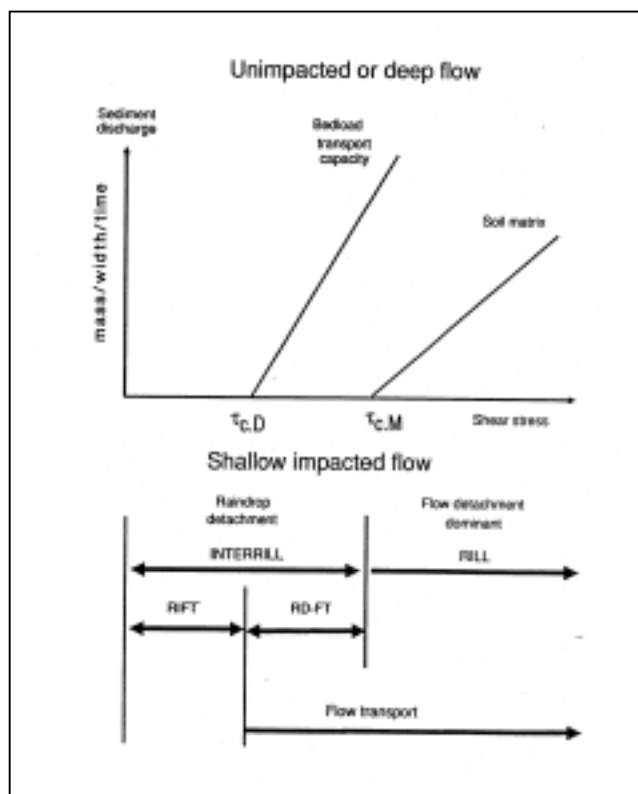 Unimpacted or deep flow
Sediment
discharge
Bedload
transport
capacity
Soil matrix
mass/width/time
τc.D
τc.M
Shear stress
Shallow impacted flow
Raindrop
detachment
Flow detachment
dominant
INTERRILL
RILL
RIFT
RD-FT
Flow transport